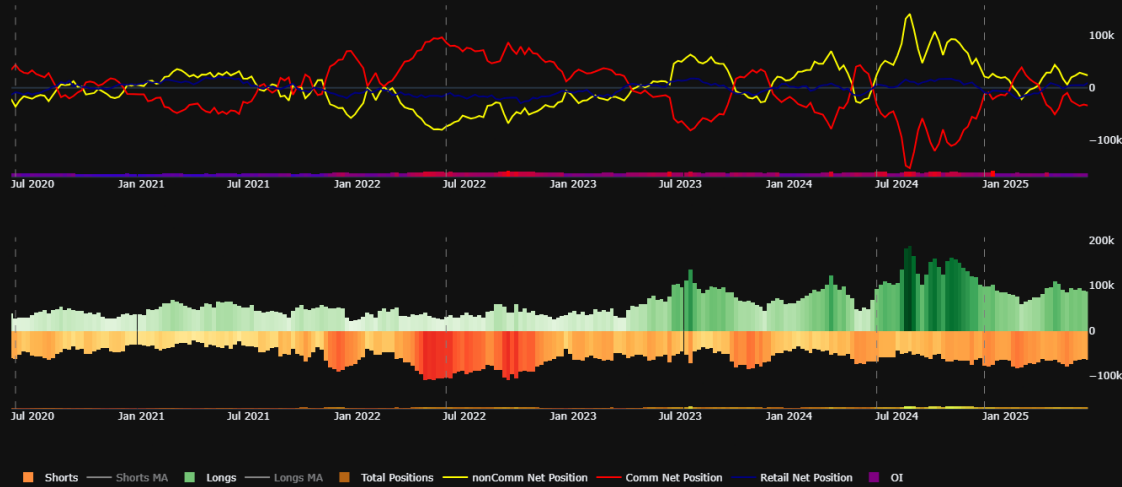 100k
0
−100k
Jul 2020 Jan 2021 Jul 2021 Jan 2022 Jul 2022 Jan 2023 Jul 2023 Jan 2024 Jul 2024 Jan 2025
200k
100k
0
−100k
Jul 2020 Jan 2021 Jul 2021 Jan 2022 Jul 2022 Jan 2023 Jul 2023 Jan 2024 Jul 2024 Jan 2025
Shorts Shorts MA Longs Longs MA Total Positions nonComm Net Position Comm Net Position Retail Net Position OI